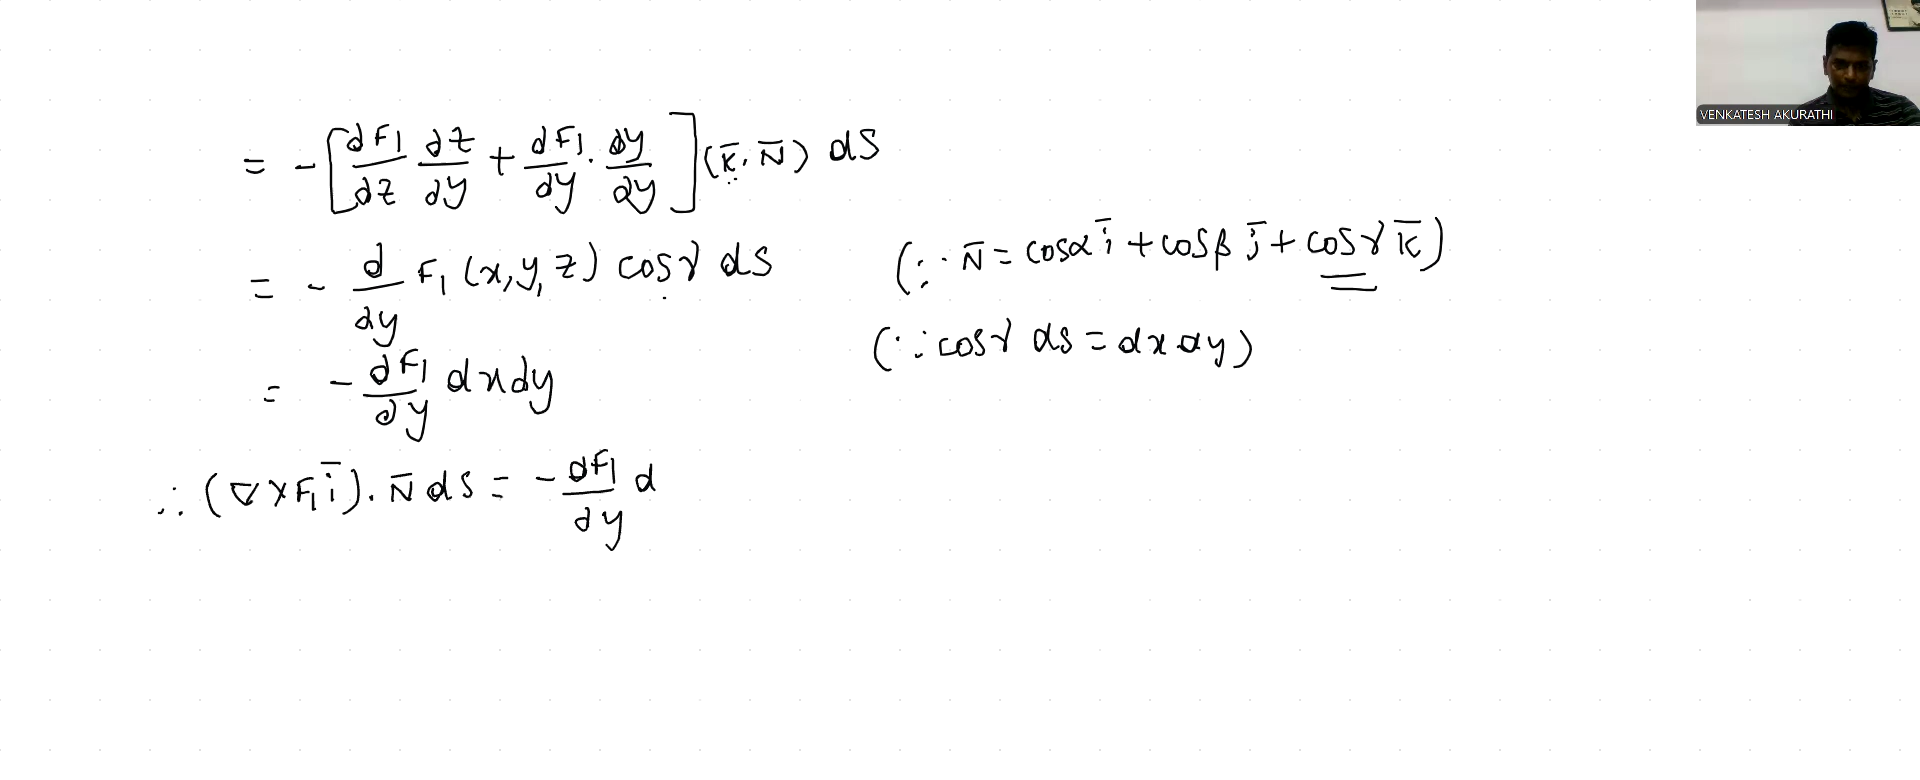 VENKATESH AKURATHI
= - [∂F₁/∂z ∂z/∂y + ∂F₁/∂y · ∂y/∂y] (k̄ · N̄) ds
= - ∂/∂y F₁ (x, y, z) cosγ ds (∵ N̄ = cosα ī + cosβ j̄ + cosγ k̄)
(∵ cosγ ds = dx dy)
= - ∂F₁/∂y dx dy
∴ (∇ × F₁ ī) · N̄ ds = - ∂F₁/∂y d